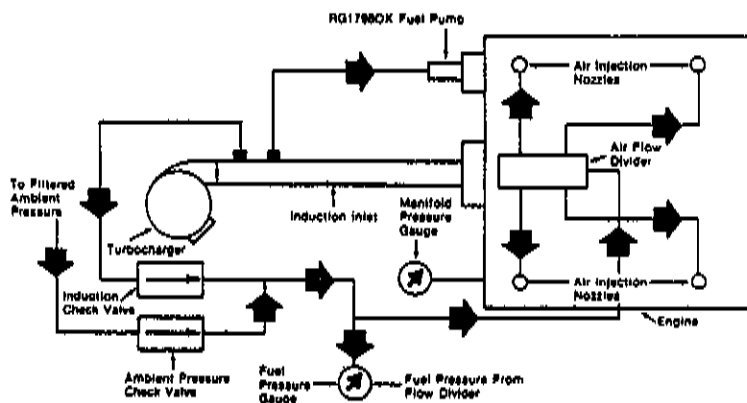 RG1798OX Fuel Pump
Air Injection
Nozzles
Air Flow
Divider
To Filtered
Ambient
Pressure
Induction Inlet
Manifold
Pressure
Gauge
Turbocharger
Induction
Check Valve
Air Injection
Nozzles
Engine
Ambient Pressure
Check Valve
Fuel
Pressure
Gauge
Fuel Pressure From
Flow Divider